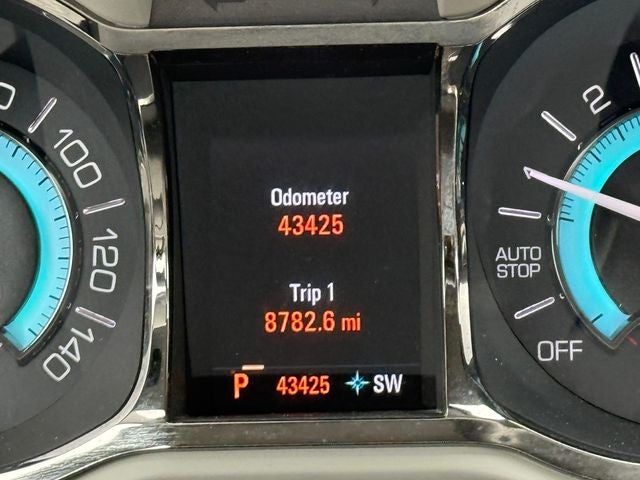 100
120
140
Odometer
43425
Trip 1
8782.6 mi
P 43425 SW
2
AUTO
STOP
OFF